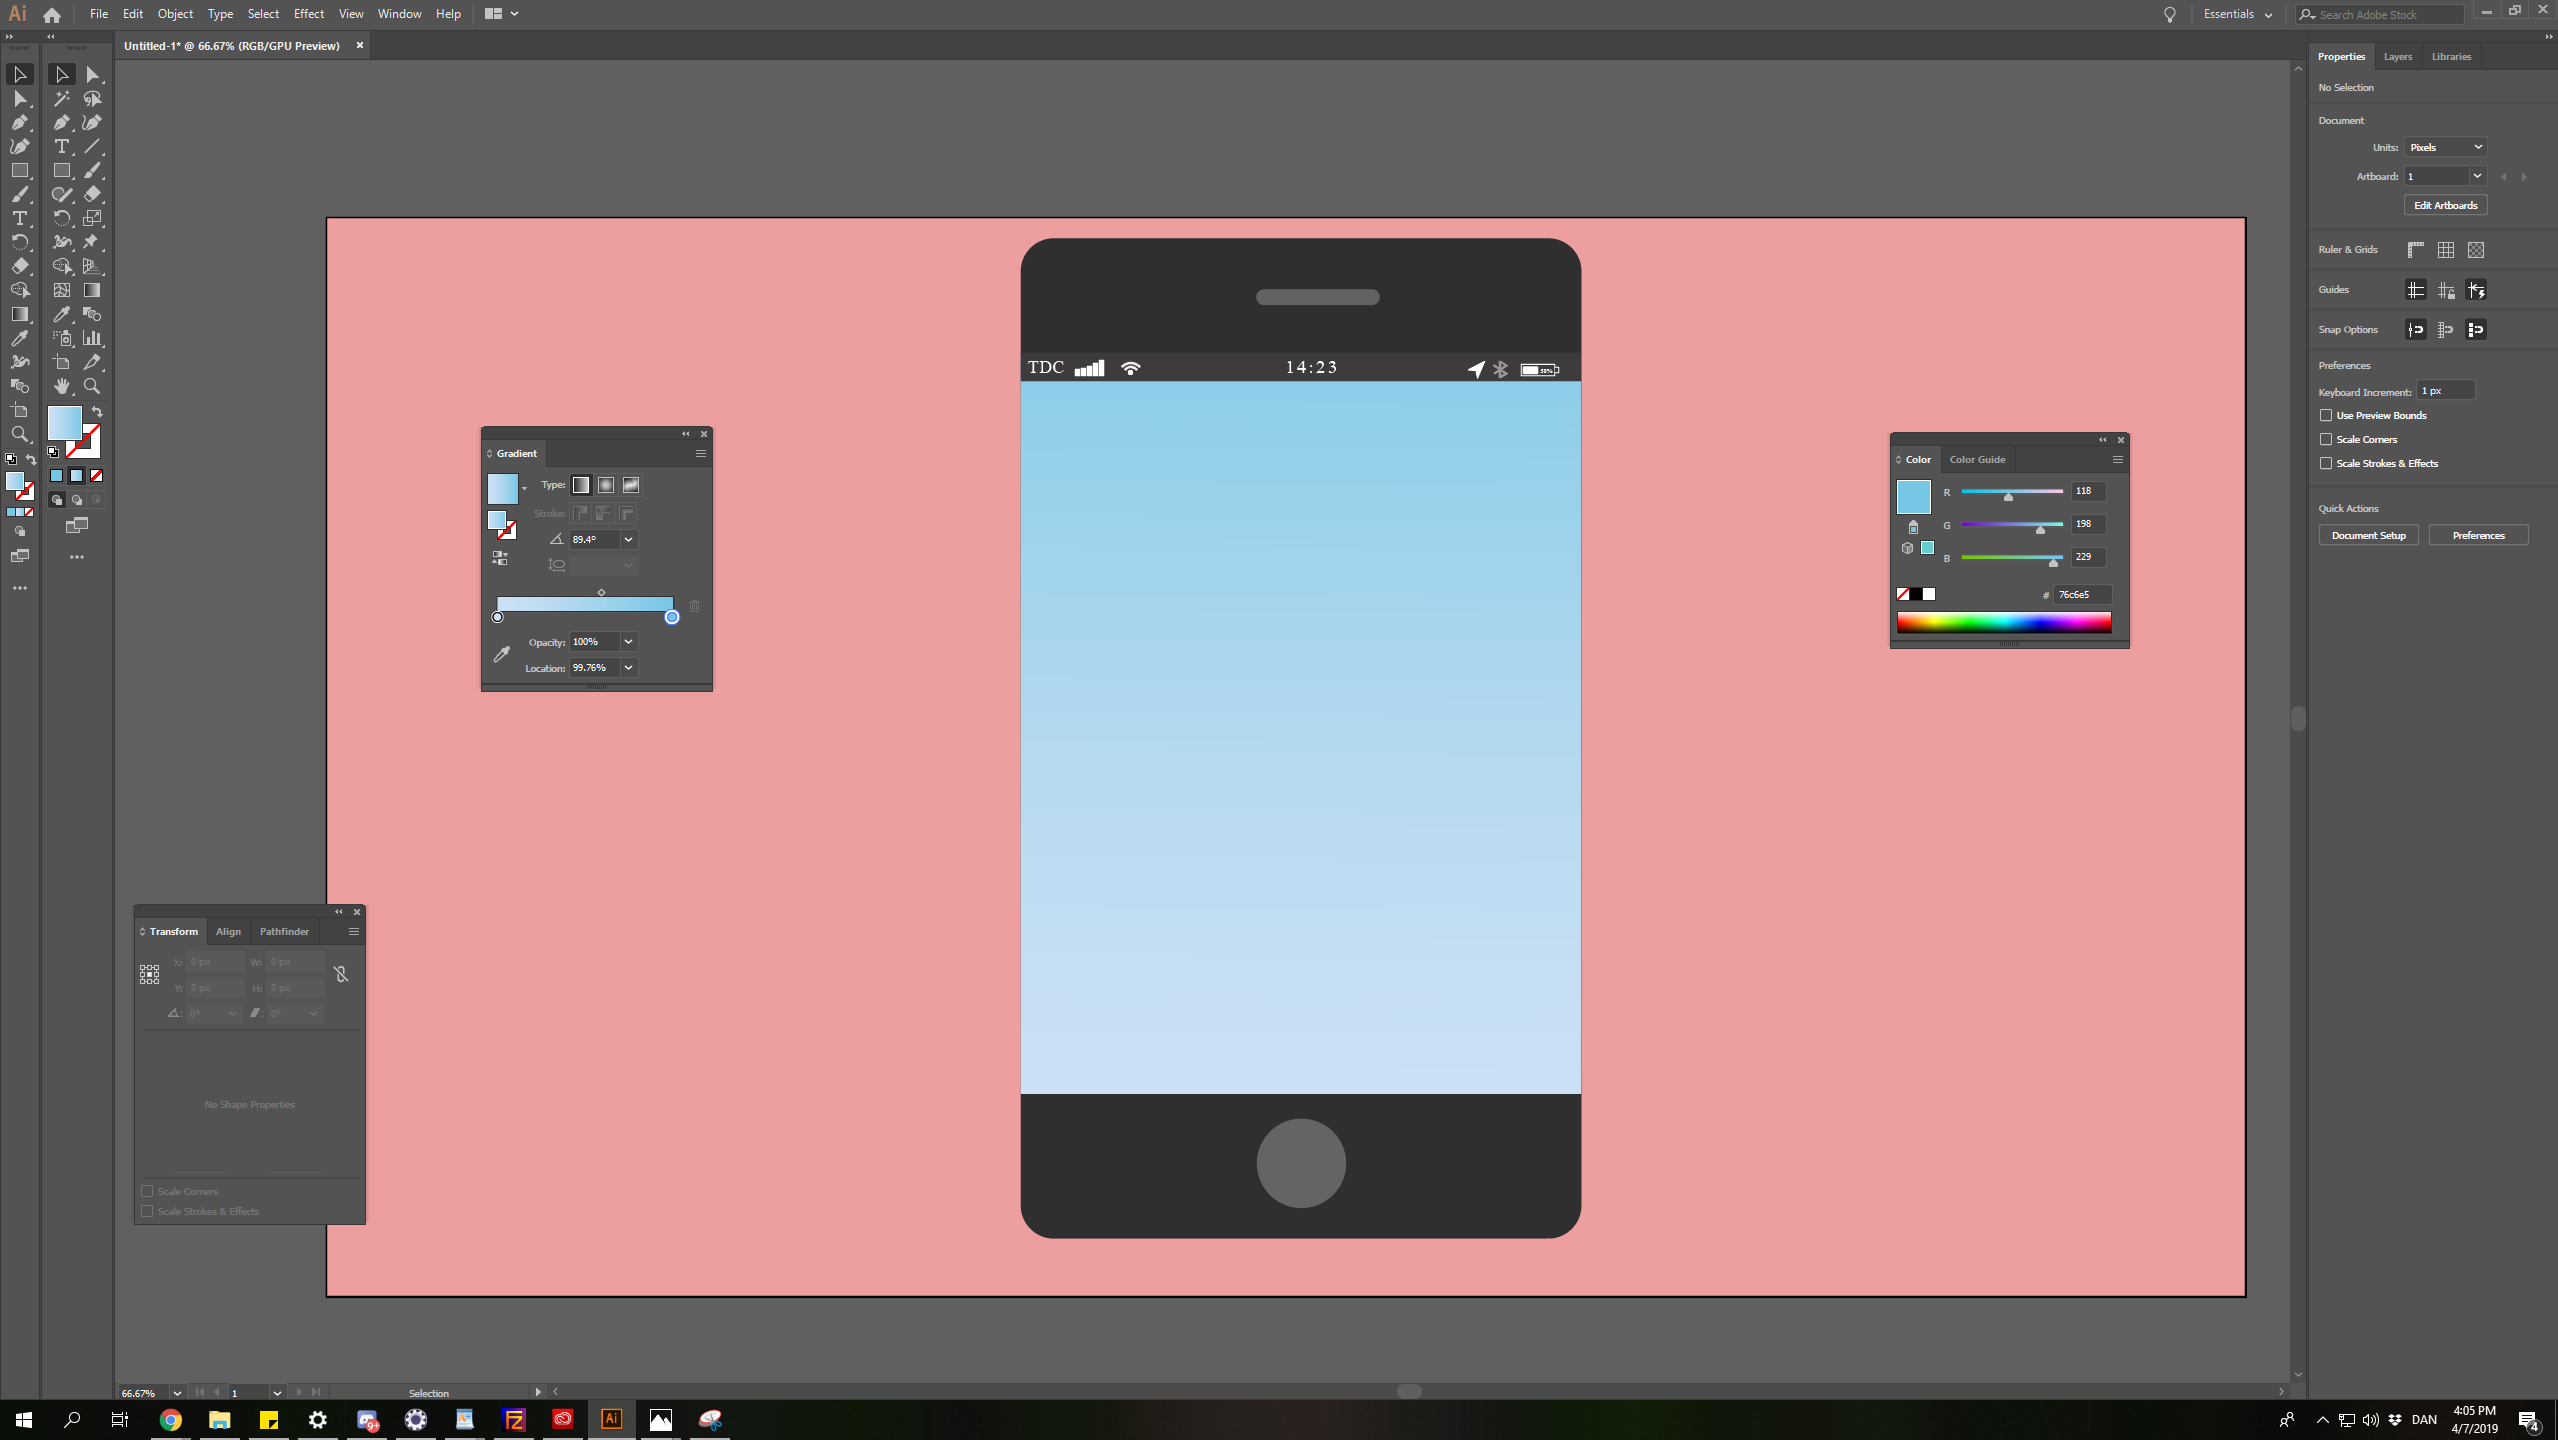 Ai File Edit Object Type Select Effect View Window Help Essentials Search Adobe Stock
Untitled-1* @ 66.67% (RGB/GPU Preview)
Properties Layers Libraries
No Selection
Document
Units: Pixels
Artboard: 1
Edit Artboards
Ruler & Grids
Guides
Snap Options
Preferences
Keyboard Increment: 1 px
Use Preview Bounds
Scale Corners
Scale Strokes & Effects
Quick Actions
Document Setup Preferences
TDC 14:23 58%
Gradient
Type:
Stroke:
89.4°
Opacity: 100%
Location: 99.76%
Color Color Guide
R 118
G 198
B 229
# 76c6e5
Transform Align Pathfinder
X: 0 px W: 0 px
Y: 0 px H: 0 px
0° 0°
No Shape Properties
Scale Corners
Scale Strokes & Effects
66.67% 1 Selection
9+ Ai DAN 4:05 PM
4/7/2019 4